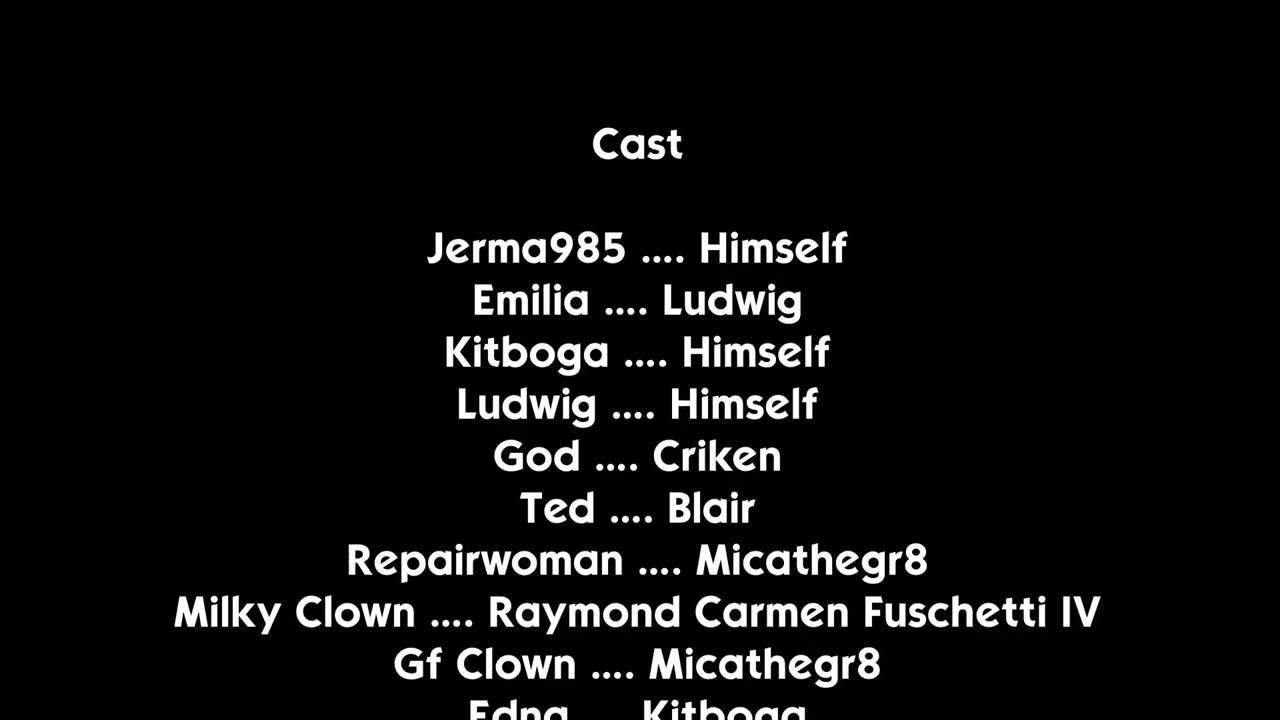 Cast
Jerma985 .... Himself
Emilia .... Ludwig
Kitboga .... Himself
Ludwig .... Himself
God .... Criken
Ted .... Blair
Repairwoman .... Micathegr8
Milky Clown .... Raymond Carmen Fuschetti IV
Gf Clown .... Micathegr8
Edna .... Kitboga